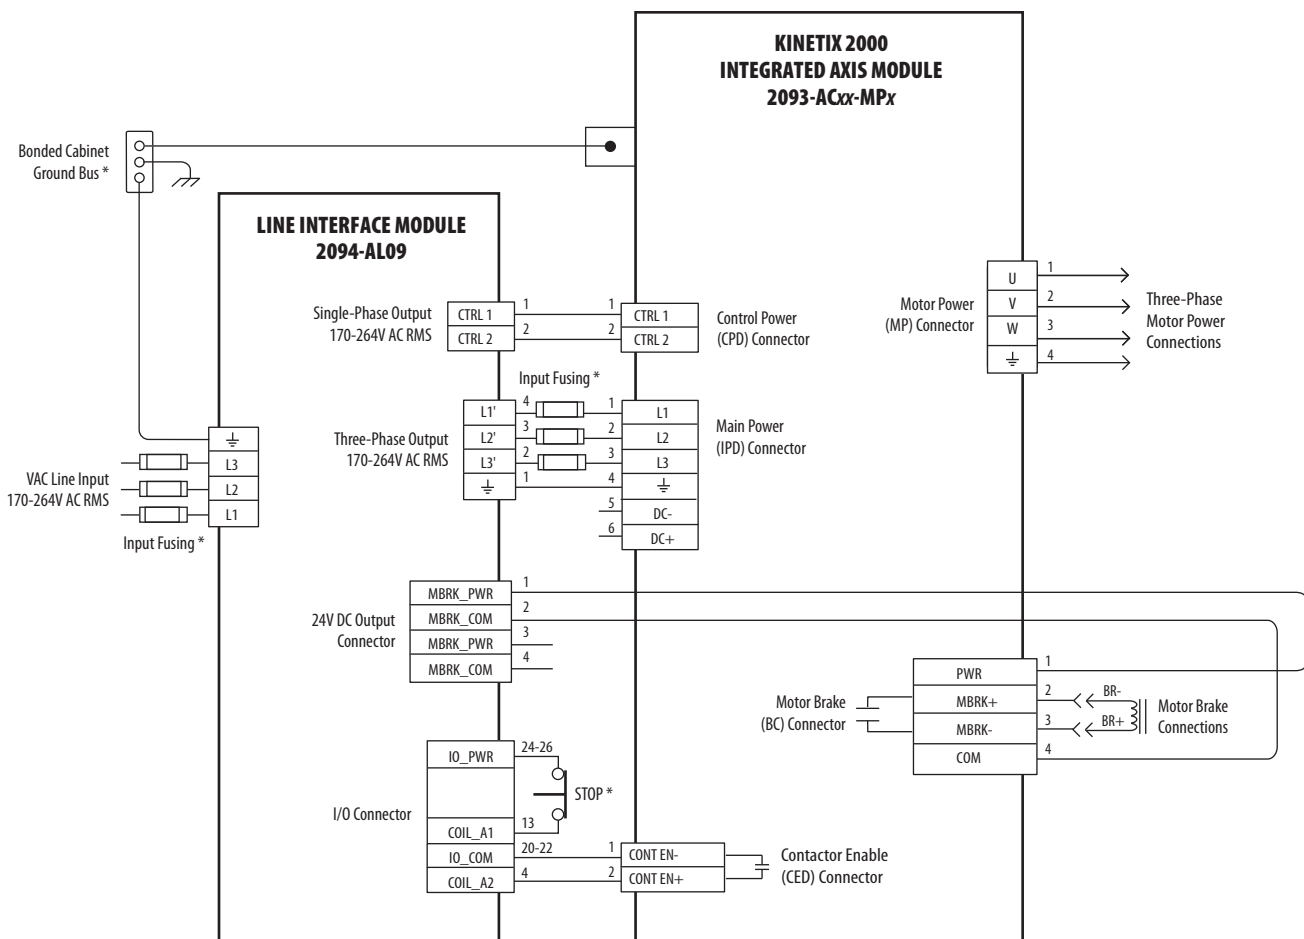 KINETIX 2000
INTEGRATED AXIS MODULE
2093-ACxx-MPx
Bonded Cabinet
Ground Bus *
LINE INTERFACE MODULE
2094-AL09
Single-Phase Output
170-264V AC RMS
CTRL 1
CTRL 2
1
2
1
2
CTRL 1
CTRL 2
Control Power
(CPD) Connector
Motor Power
(MP) Connector
U
V
W
1
2
3
4
Three-Phase
Motor Power
Connections
Input Fusing *
Three-Phase Output
170-264V AC RMS
L1'
L2'
L3'
4
3
2
1
1
2
3
4
5
6
L1
L2
L3
DC-
DC+
Main Power
(IPD) Connector
VAC Line Input
170-264V AC RMS
L3
L2
L1
Input Fusing *
24V DC Output
Connector
MBRK_PWR
MBRK_COM
MBRK_PWR
MBRK_COM
1
2
3
4
Motor Brake
(BC) Connector
PWR
MBRK+
MBRK-
COM
1
2
3
4
BR-
BR+
Motor Brake
Connections
I/O Connector
IO_PWR
COIL_A1
IO_COM
COIL_A2
24-26
13
20-22
4
STOP *
1
2
CONT EN-
CONT EN+
Contactor Enable
(CED) Connector